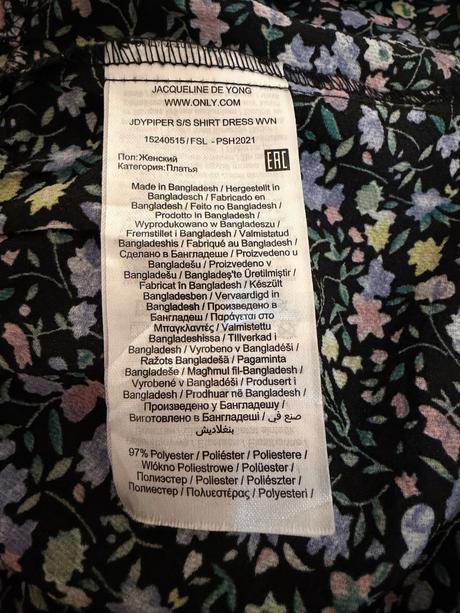 JACQUELINE DE YONG
WWW.ONLY.COM
JDYPIPER S/S SHIRT DRESS WVN
15240515 / FSL - PSH2021
Пол:Женский
Категория:Платья
EAC
Made in Bangladesh / Hergestellt in
Bangladesch / Fabricado en
Bangladesh / Feito no Bangladesh /
Prodotto in Bangladesh /
Wyprodukowano w Bangladeszu /
Fremstillet i Bangladesh / Valmistatud
Bangladeshis / Fabriqué au Bangladesh /
Сделано в Бангладеше / Proizvedeno u
Bangladešu / Proizvedeno v
Bangladešu / Bangladeş'te Üretilmiştir /
Fabricat în Bangladesh / Készült
Bangladesben / Vervaardigd in
Bangladesh / Произведено в
Бангладеш / Παράγεται στο
Μπαγκλαντές / Valmistettu
Bangladeshissa / Tillverkad i
Bangladesh / Vyrobeno v Bangladéši /
Ražots Bangladešā / Pagaminta
Bangladeše / Magħmul fil-Bangladesh /
Vyrobené v Bangladéši / Produsert i
Bangladesh / Prodhuar në Bangladesh /
Произведено у Бангладешу /
Виготовлено в Бангладеші / صنع في
بنغلاديش
97% Polyester / Poliéster / Poliestere /
Włókno Poliestrowe / Polüester /
Полиэстер / Poliester / Poliészter /
Полиестер / Πολυεστέρας / Polyesteri /